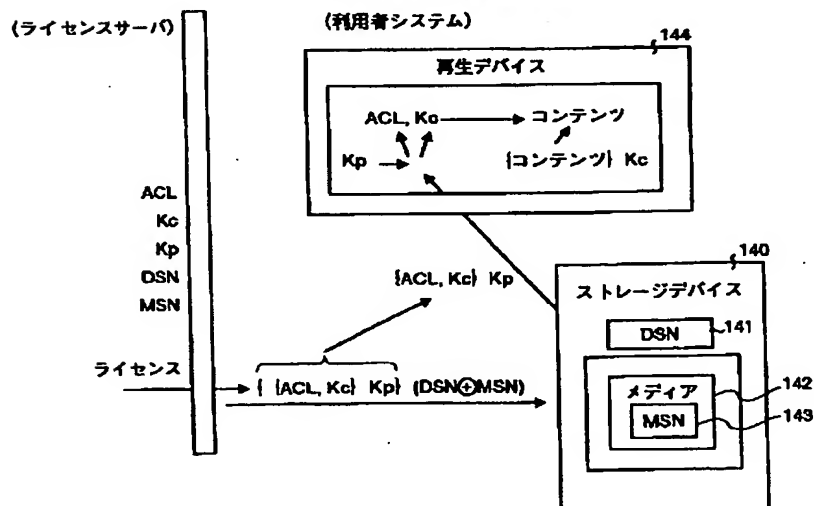 (ライセンスサーバ)
(利用者システム)
144
再生デバイス
ACL, Kc
コンテンツ
Kp
{コンテンツ} Kc
ACL
Kc
Kp
DSN
MSN
{ACL, Kc} Kp
140
ストレージデバイス
DSN
141
メディア
142
MSN
143
ライセンス
{ {ACL, Kc} Kp} (DSN⊕MSN)